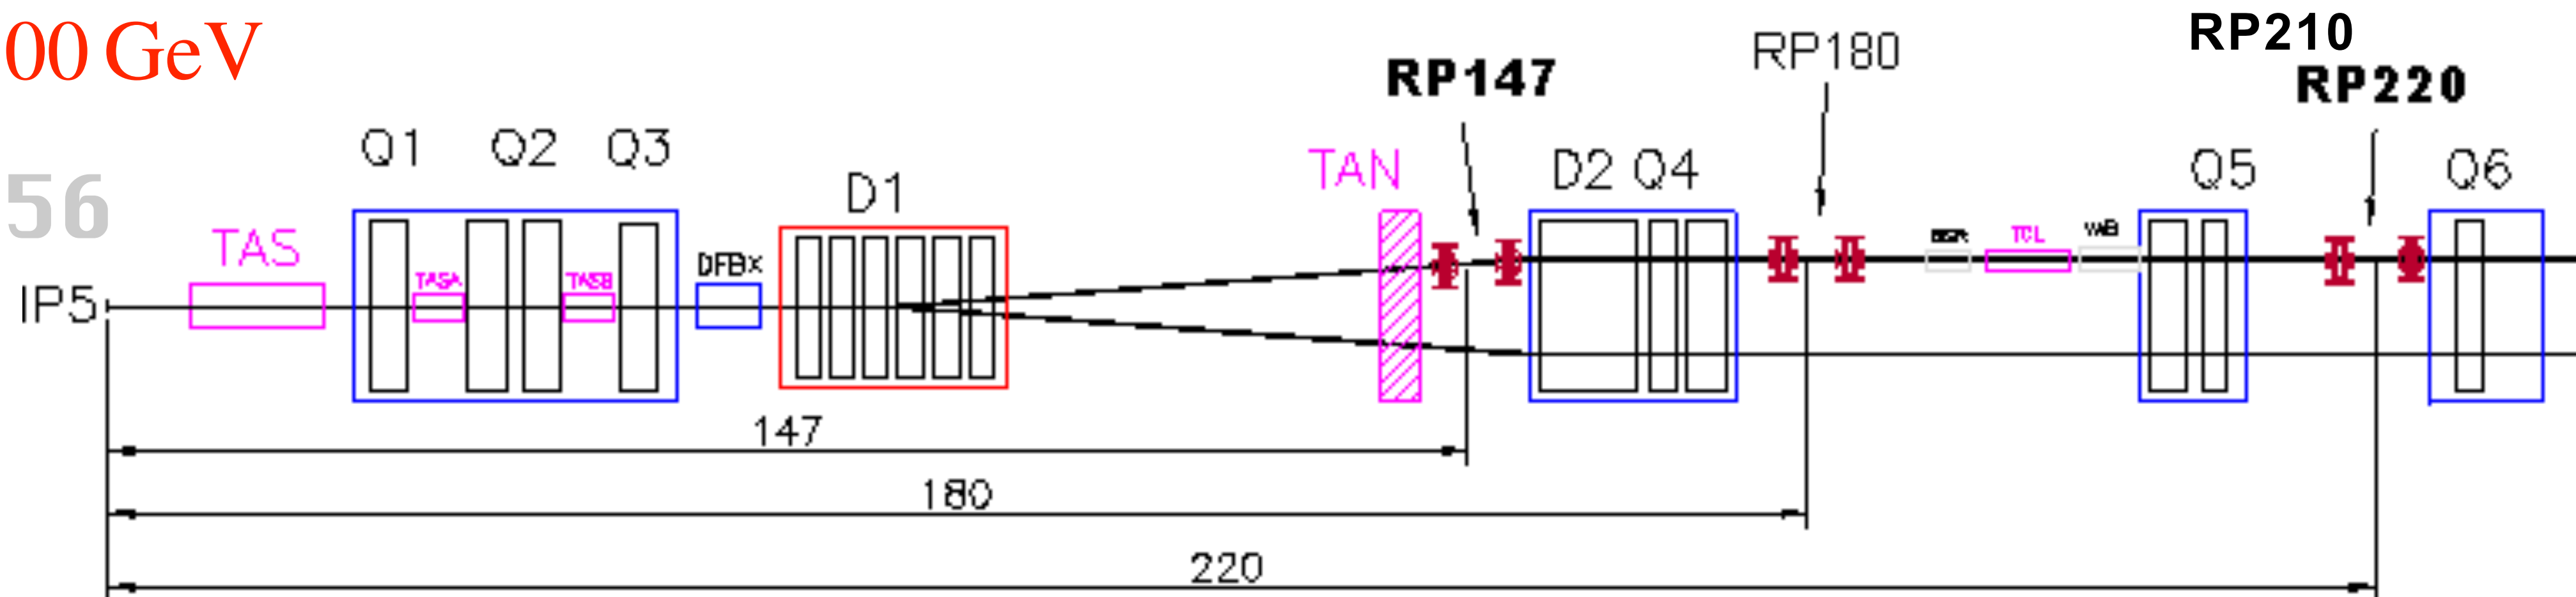 00 GeV
RP210
RP180
RP147
RP220
Q1 Q2 Q3
TAN
D2 Q4
Q5
Q6
D1
56
TAS
DFBX
TCL
TASA
TASB
IP5
147
180
220